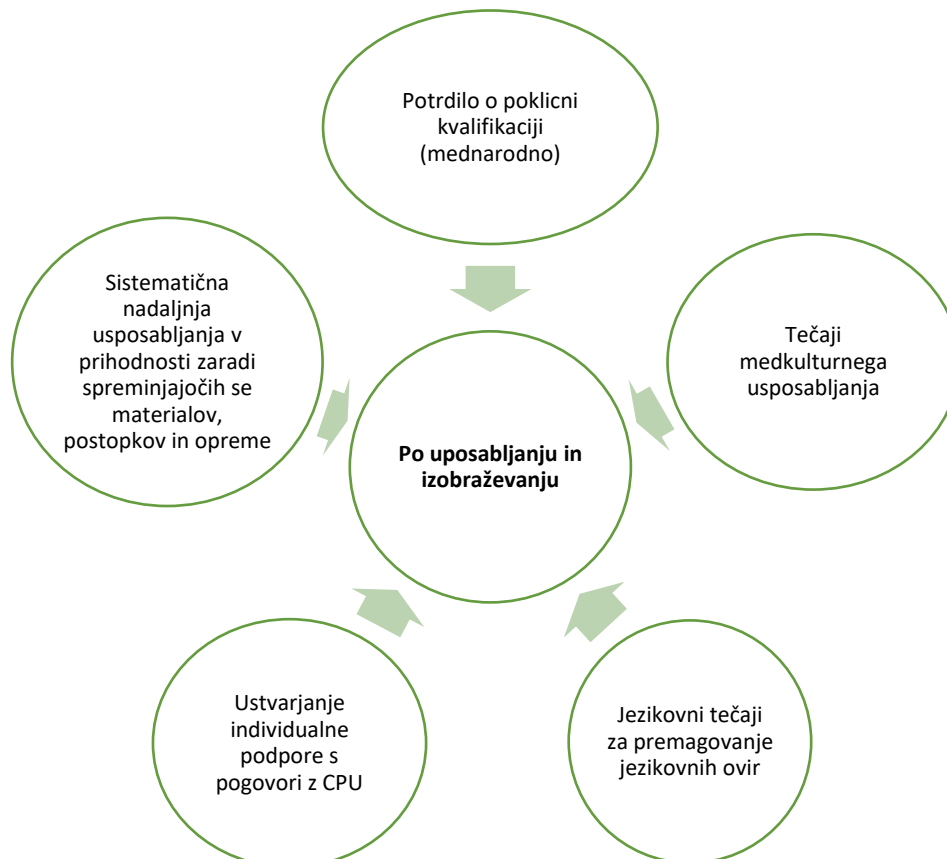 Potrdilo o poklicni
kvalifikaciji
(mednarodno)
Sistematična
nadaljnja
usposabljanja v
prihodnosti zaradi
spreminjajočih se
materialov,
postopkov in opreme
Tečaji
medkulturnega
usposabljanja
Po uposabljanju in
izobraževanju
Ustvarjanje
individualne
podpore s
pogovori z CPU
Jezikovni tečaji
za premagovanje
jezikovnih ovir